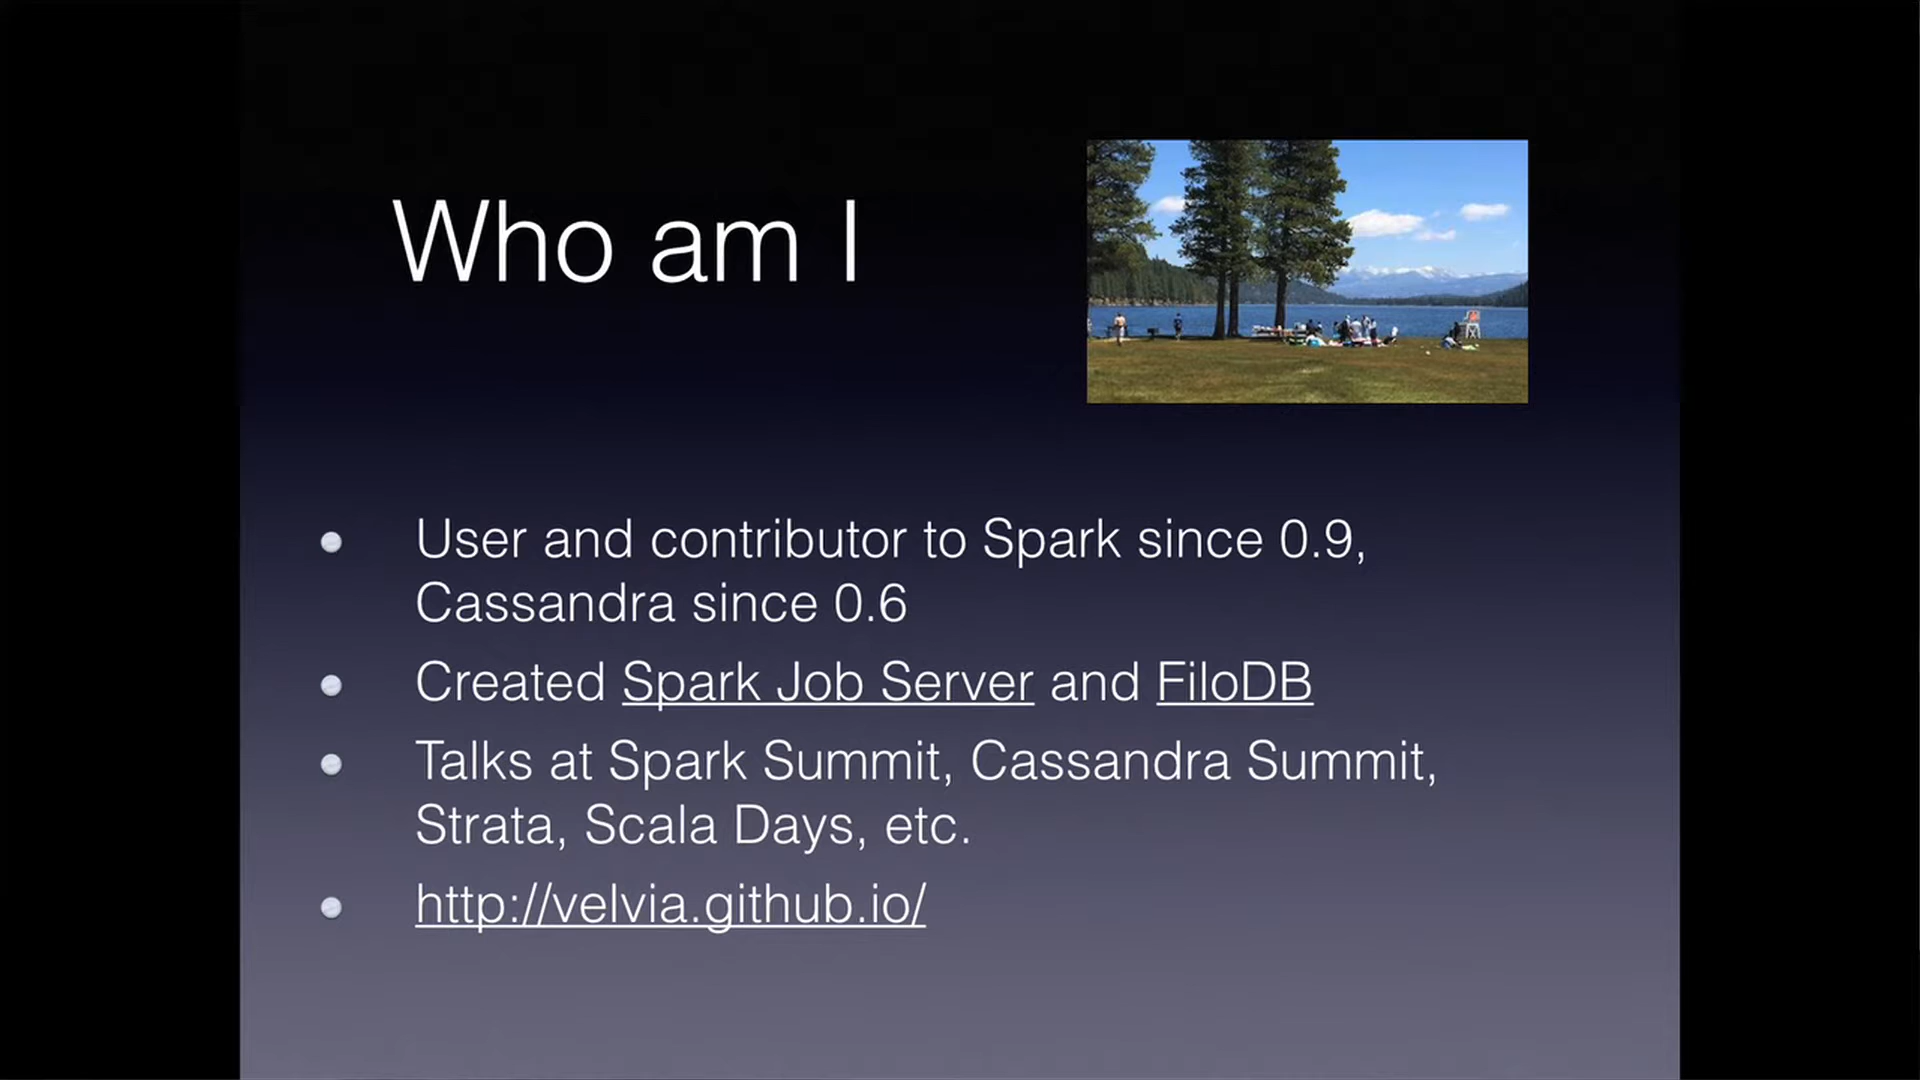 Who am I
User and contributor to Spark since 0.9,
Cassandra since 0.6
Created Spark Job Server and FiloDB
Talks at Spark Summit, Cassandra Summit,
Strata, Scala Days, etc.
http://velvia.github.io/